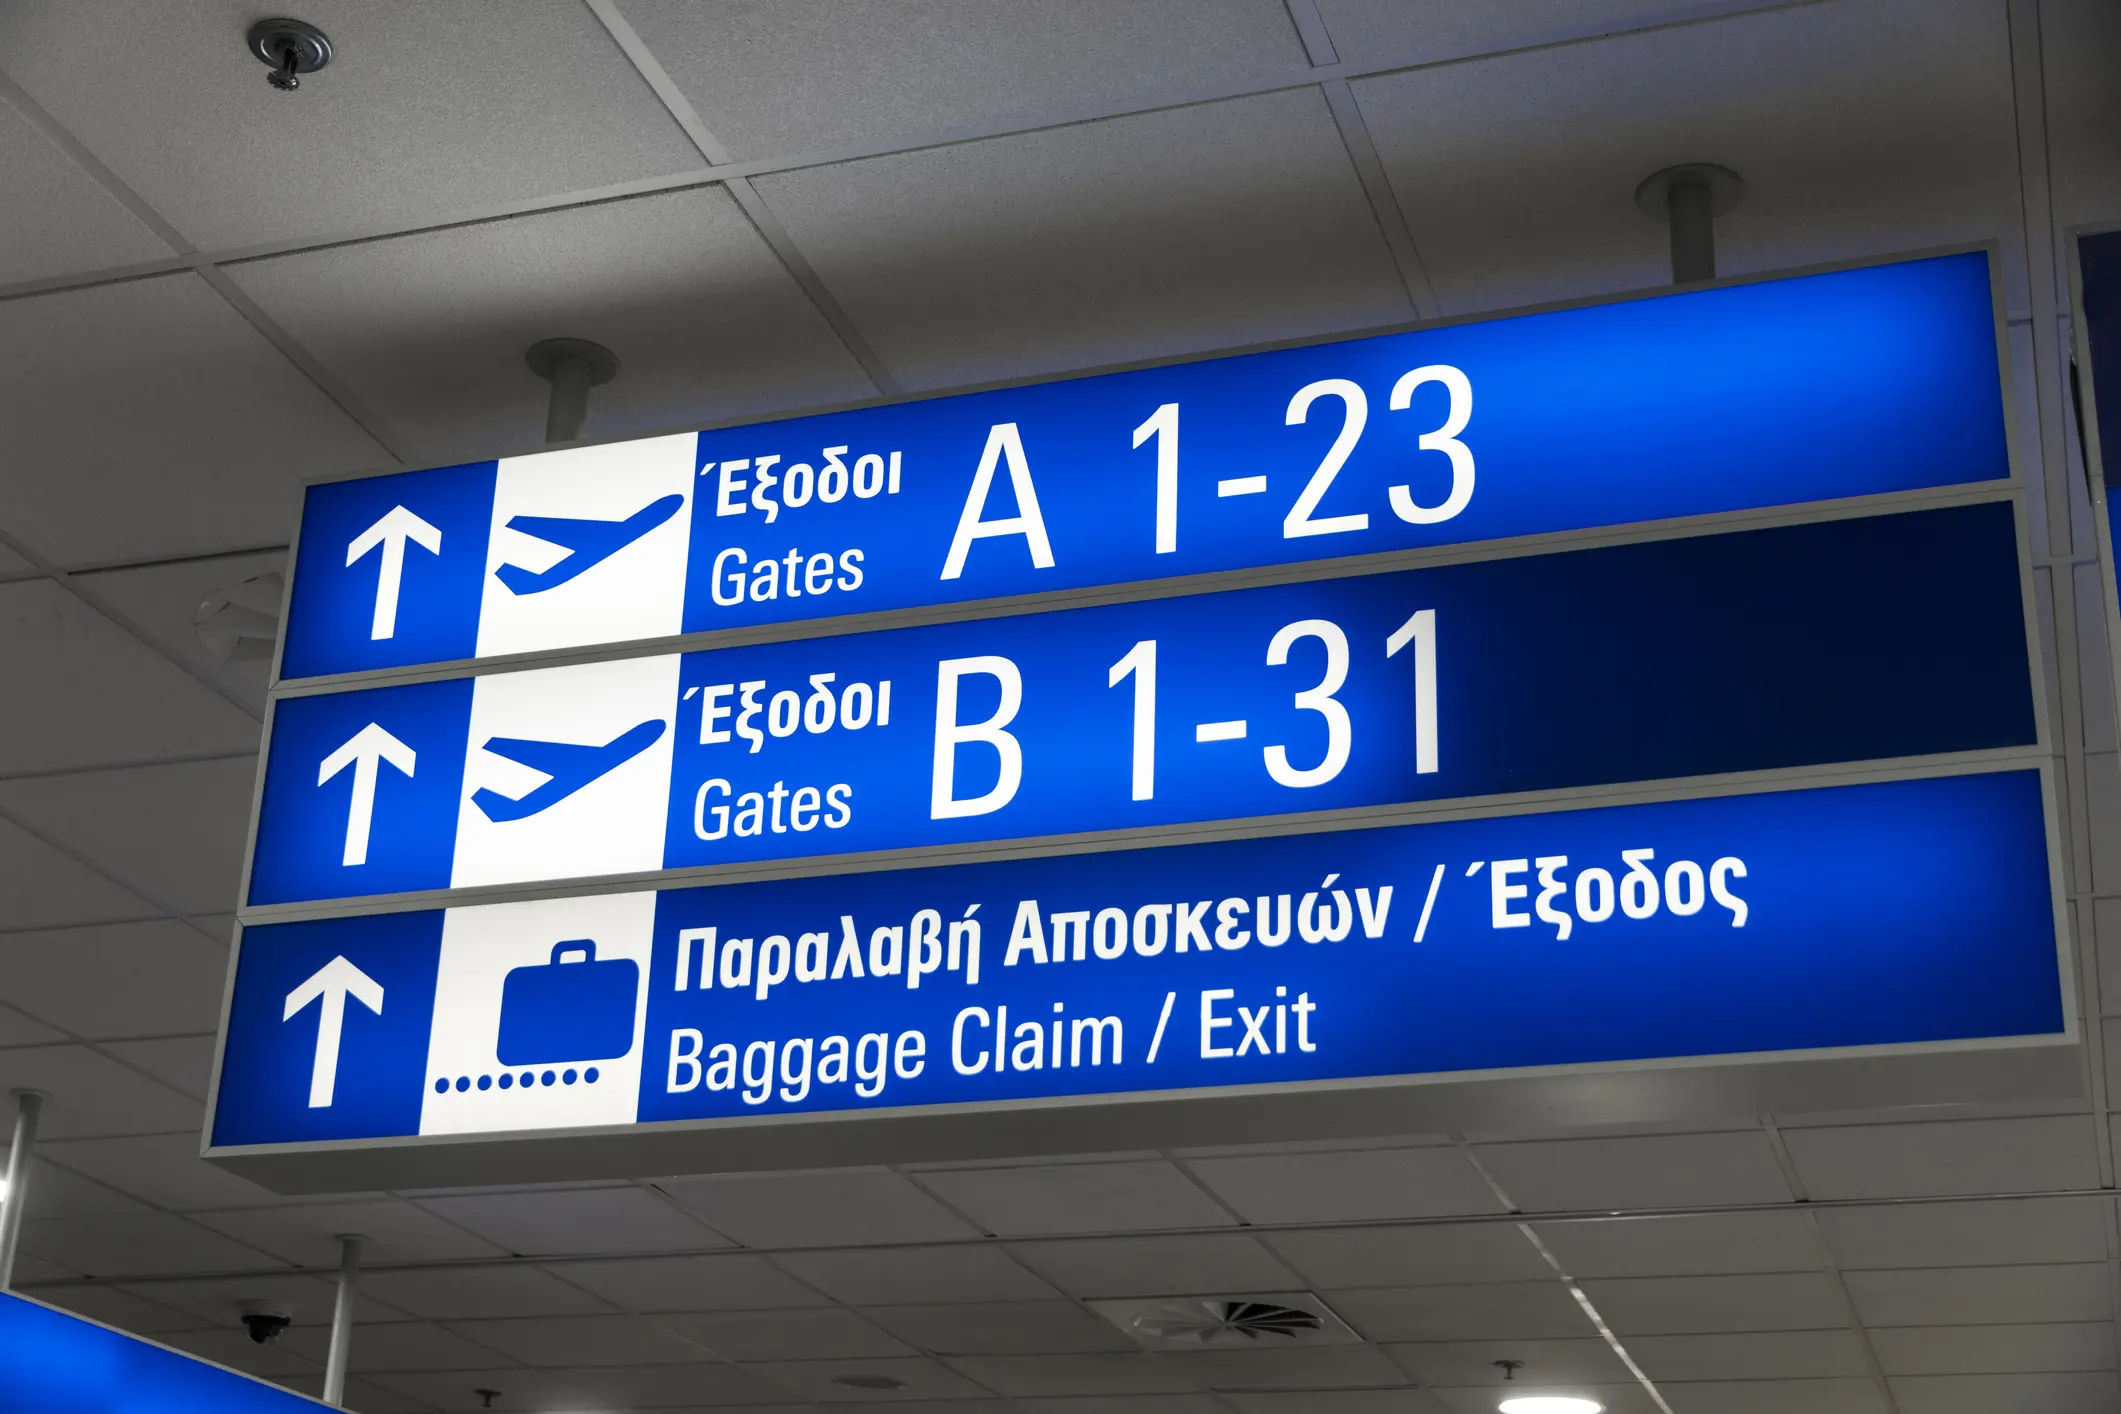 Έξοδοι A 1-23
Gates
Έξοδοι B 1-31
Gates
Παραλαβή Αποσκευών / Έξοδος
Baggage Claim / Exit